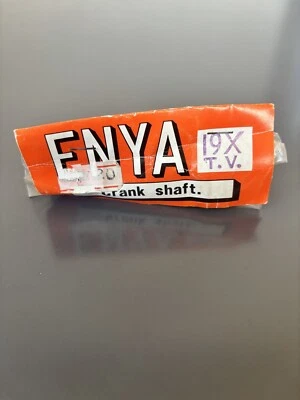 ENYA
19X
T.V.
crank shaft.